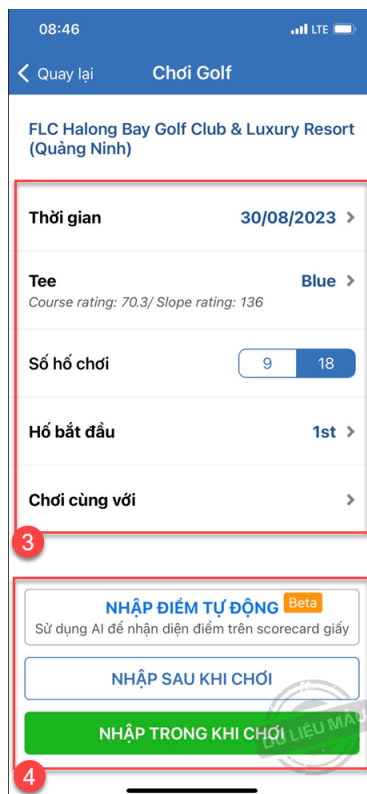 08:46 LTE
Quay lại Chơi Golf
FLC Halong Bay Golf Club & Luxury Resort
(Quảng Ninh)
Thời gian 30/08/2023
Tee Blue
Course rating: 70.3/ Slope rating: 136
Số hố chơi 9 18
Hố bắt đầu 1st
Chơi cùng với
3
NHẬP ĐIỂM TỰ ĐỘNG Beta
Sử dụng AI để nhận diện điểm trên scorecard giấy
NHẬP SAU KHI CHƠI
NHẬP TRONG KHI CHƠI
DỮ LIỆU MẪU
4